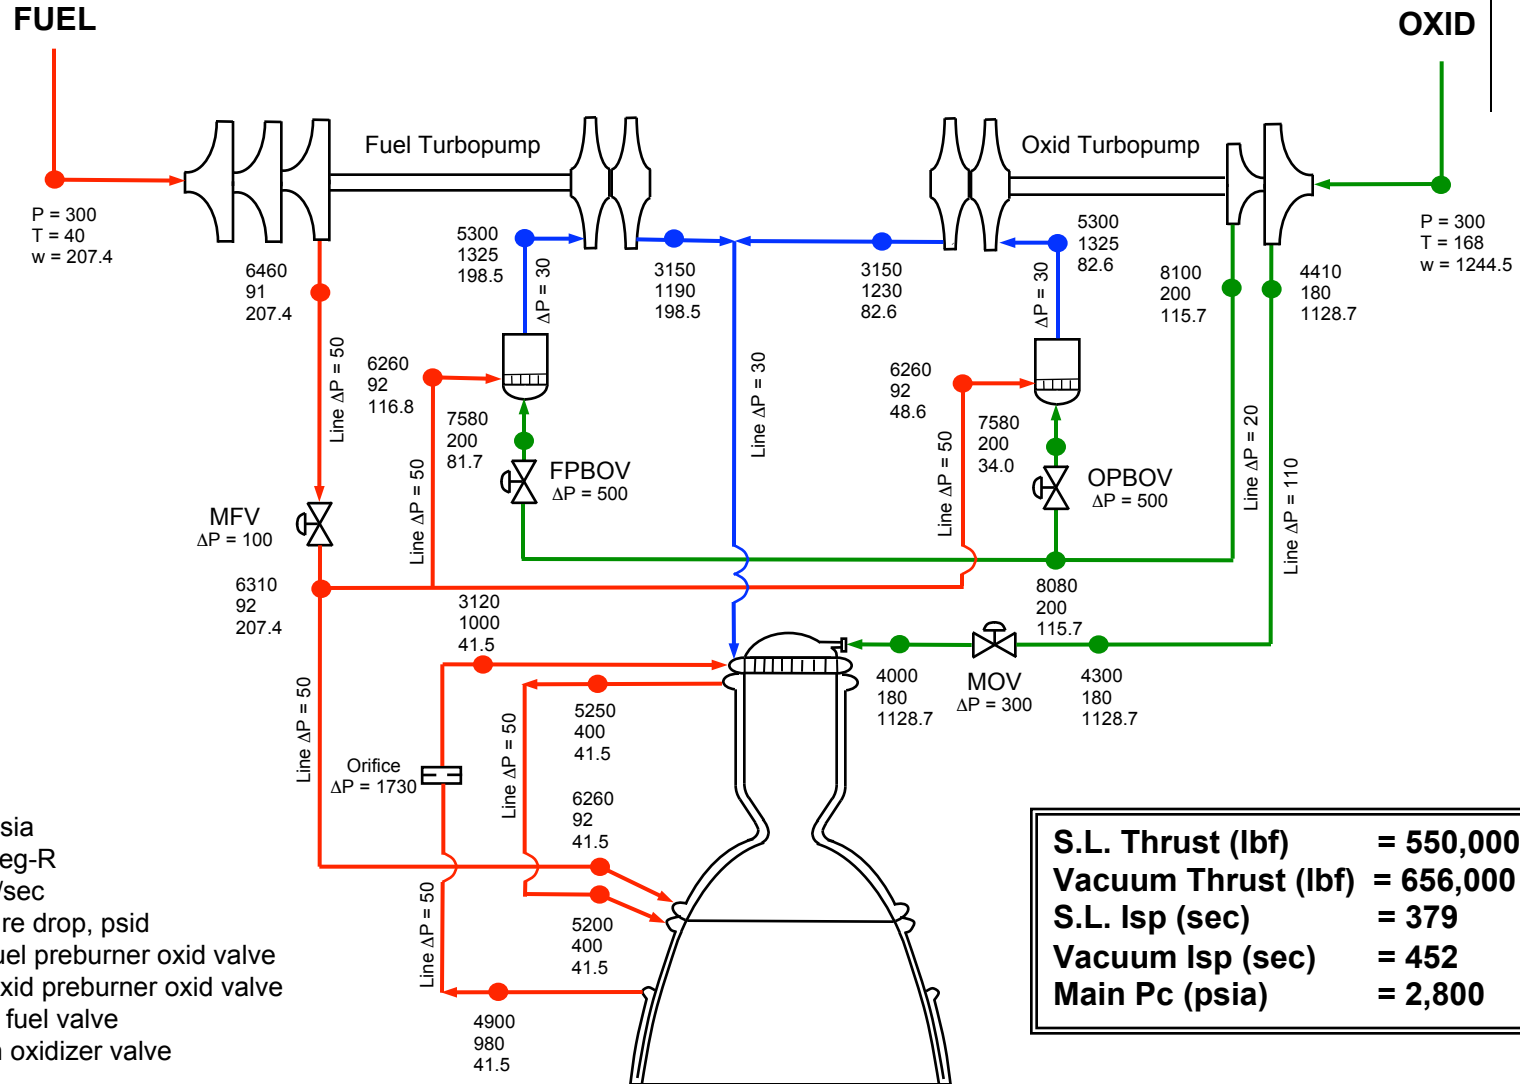 FUEL
OXID
Fuel Turbopump
Oxid Turbopump
P = 300
T = 40
w = 207.4
P = 300
T = 168
w = 1244.5
6460
91
207.4
5300
1325
198.5
ΔP = 30
3150
1190
198.5
3150
1230
82.6
5300
1325
82.6
ΔP = 30
8100
200
115.7
4410
180
1128.7
Line ΔP = 50
6260
92
116.8
Line ΔP = 30
6260
92
48.6
7580
200
81.7
7580
200
34.0
Line ΔP = 20
Line ΔP = 110
Line ΔP = 50
FPBOV
ΔP = 500
Line ΔP = 50
OPBOV
ΔP = 500
MFV
ΔP = 100
6310
92
207.4
3120
1000
41.5
8080
200
115.7
4000
180
1128.7
MOV
ΔP = 300
4300
180
1128.7
Line ΔP = 50
5250
400
41.5
Line ΔP = 50
Orifice
ΔP = 1730
6260
92
41.5
5200
400
41.5
Line ΔP = 50
4900
980
41.5
sia
eg-R
/sec
re drop, psid
uel preburner oxid valve
xid preburner oxid valve
fuel valve
oxidizer valve
S.L. Thrust (lbf) = 550,000
Vacuum Thrust (lbf) = 656,000
S.L. Isp (sec) = 379
Vacuum Isp (sec) = 452
Main Pc (psia) = 2,800